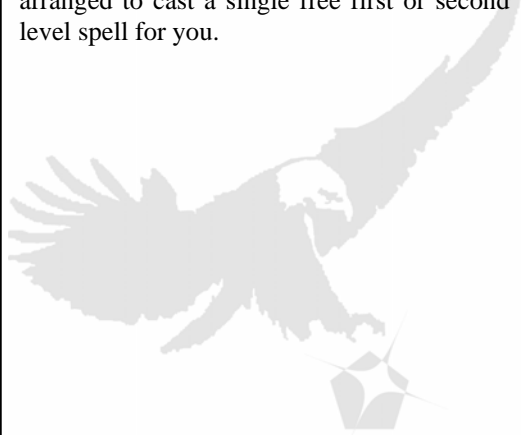 arranged to cast a single free first or second
level spell for you.